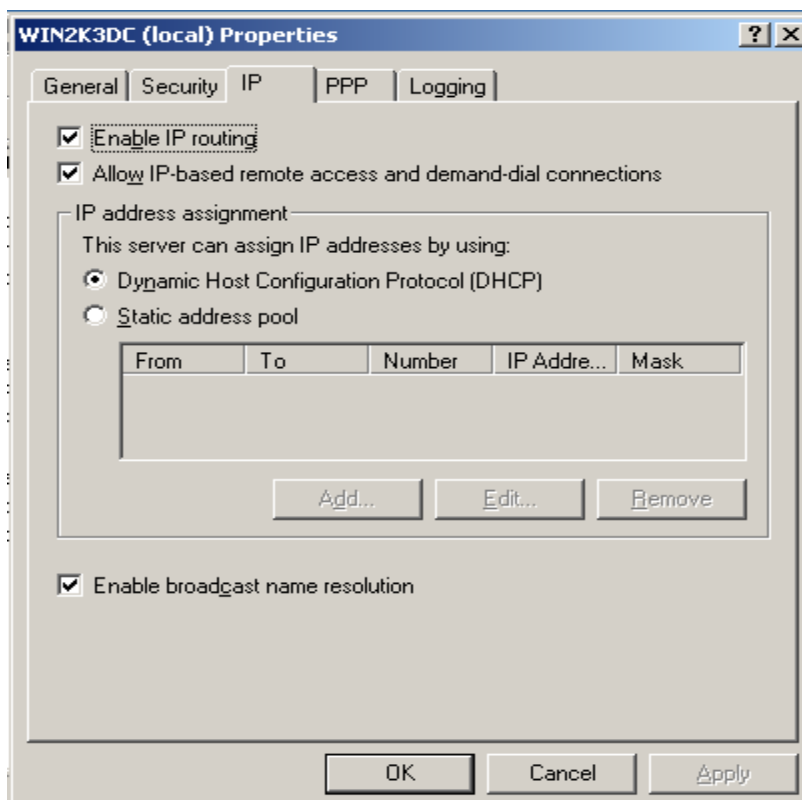 WIN2K3DC (local) Properties
General Security IP PPP Logging
Enable IP routing
Allow IP-based remote access and demand-dial connections
IP address assignment
This server can assign IP addresses by using:
Dynamic Host Configuration Protocol (DHCP)
Static address pool
From To Number IP Addre... Mask
Add... Edit... Remove
Enable broadcast name resolution
OK Cancel Apply